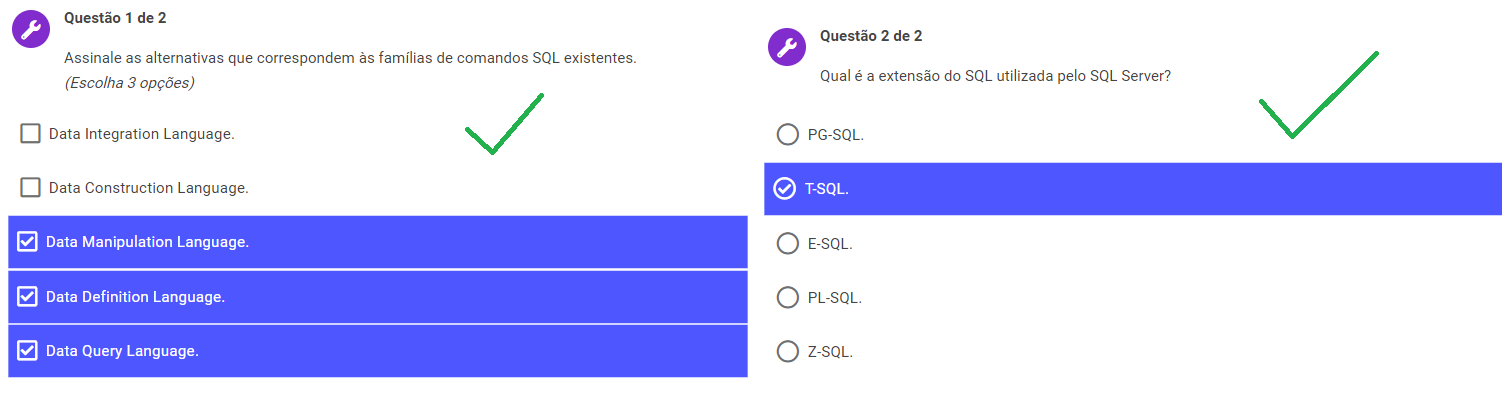 Questão 1 de 2
Assinale as alternativas que correspondem às famílias de comandos SQL existentes.
(Escolha 3 opções)
Data Integration Language.
Data Construction Language.
Data Manipulation Language.
Data Definition Language.
Data Query Language.
Questão 2 de 2
Qual é a extensão do SQL utilizada pelo SQL Server?
PG-SQL.
T-SQL.
E-SQL.
PL-SQL.
Z-SQL.